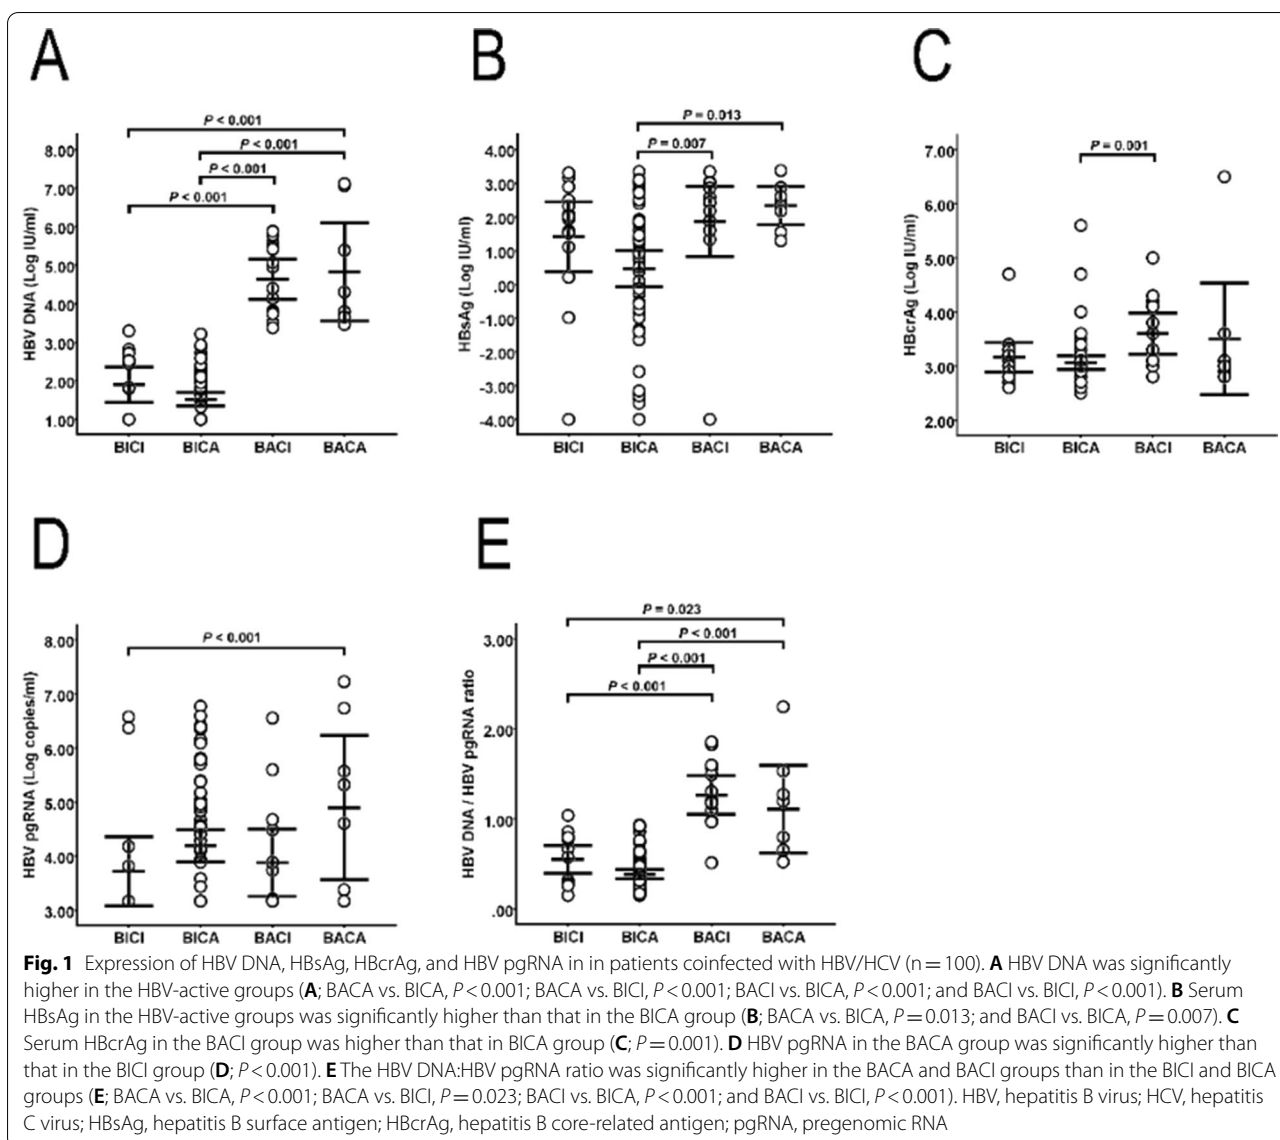 A
P < 0.001
P < 0.001
P < 0.001
P < 0.001
HBV DNA (Log IU/ml)
8.00
7.00
6.00
5.00
4.00
3.00
2.00
1.00
BICI BICA BACI BACA
B
P = 0.013
P = 0.007
HBsAg (Log IU/ml)
4.00
3.00
2.00
1.00
.00
-1.00
-2.00
-3.00
-4.00
BICI BICA BACI BACA
C
P = 0.001
HBcrAg (Log IU/ml)
7.00
6.00
5.00
4.00
3.00
2.00
BICI BICA BACI BACA
D
P < 0.001
HBV pgRNA (Log copies/ml)
8.00
7.00
6.00
5.00
4.00
3.00
BICI BICA BACI BACA
E
P = 0.023
P < 0.001
P < 0.001
P < 0.001
HBV DNA / HBV pgRNA ratio
3.00
2.00
1.00
.00
BICI BICA BACI BACA
Fig. 1 Expression of HBV DNA, HBsAg, HBcrAg, and HBV pgRNA in in patients coinfected with HBV/HCV (n = 100). A HBV DNA was significantly
higher in the HBV-active groups (A; BACA vs. BICA, P < 0.001; BACA vs. BICI, P < 0.001; BACI vs. BICA, P < 0.001; and BACI vs. BICI, P < 0.001). B Serum
HBsAg in the HBV-active groups was significantly higher than that in the BICA group (B; BACA vs. BICA, P = 0.013; and BACI vs. BICA, P = 0.007). C
Serum HBcrAg in the BACI group was higher than that in BICA group (C; P = 0.001). D HBV pgRNA in the BACA group was significantly higher than
that in the BICI group (D; P < 0.001). E The HBV DNA:HBV pgRNA ratio was significantly higher in the BACA and BACI groups than in the BICI and BICA
groups (E; BACA vs. BICA, P < 0.001; BACA vs. BICI, P = 0.023; BACI vs. BICA, P < 0.001; and BACI vs. BICI, P < 0.001). HBV, hepatitis B virus; HCV, hepatitis
C virus; HBsAg, hepatitis B surface antigen; HBcrAg, hepatitis B core-related antigen; pgRNA, pregenomic RNA